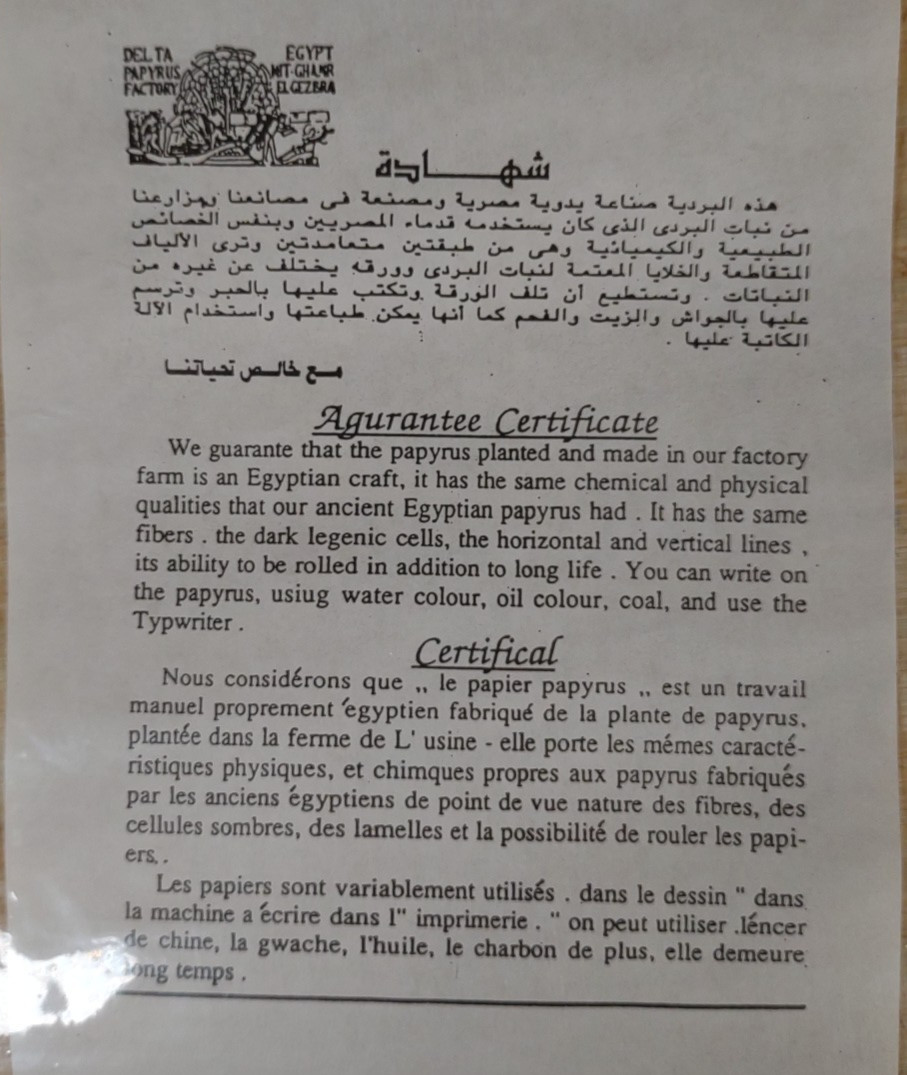 DELTA
PAPYRUS
FACTORY
EGYPT
MIT-GHAMR
شهـــادة
هذه البردية صناعة يدوية مصرية ومصنعة فى مصانعنا ومزارعنا
من نبات البردى الذى كان يستخدمه قدماء المصريين وبنفس الخصائص
الطبيعية والكيميائية وهى من طبقتين متعامدتين وترى الألياف
المتقاطعة والخلايا المعتمة لنبات البردى وورقه يختلف عن غيره من
النباتات . وتستطيع أن تلف الورقة وتكتب عليها بالحبر وترسم
عليها بالجواش والزيت والفحم كما أنها يمكن طباعتها واستخدام الآلة
الكاتبة عليها .
مــع خالــص تحياتنــا
Agurantee Certificate
We guarante that the papyrus planted and made in our factory
farm is an Egyptian craft, it has the same chemical and physical
qualities that our ancient Egyptian papyrus had . It has the same
fibers . the dark legenic cells, the horizontal and vertical lines ,
its ability to be rolled in addition to long life . You can write on
the papyrus, usiug water colour, oil colour, coal, and use the
Typwriter .
Certifical
Nous considérons que ,, le papier papyrus ,, est un travail
manuel proprement ´egyptien fabriqué de la plante de papyrus,
plantée dans la ferme de L' usine - elle porte les mémes caracté-
ristiques physiques, et chimques propres aux papyrus fabriqués
par les anciens égyptiens de point de vue nature des fibres, des
cellules sombres, des lamelles et la possibilité de rouler les papi-
ers, .
Les papiers sont variablement utilisés . dans le dessin " dans
la machine a écrire dans l" imprimerie . " on peut utiliser .léncer
de chine, la gwache, l'huile, le charbon de plus, elle demeure
long temps .